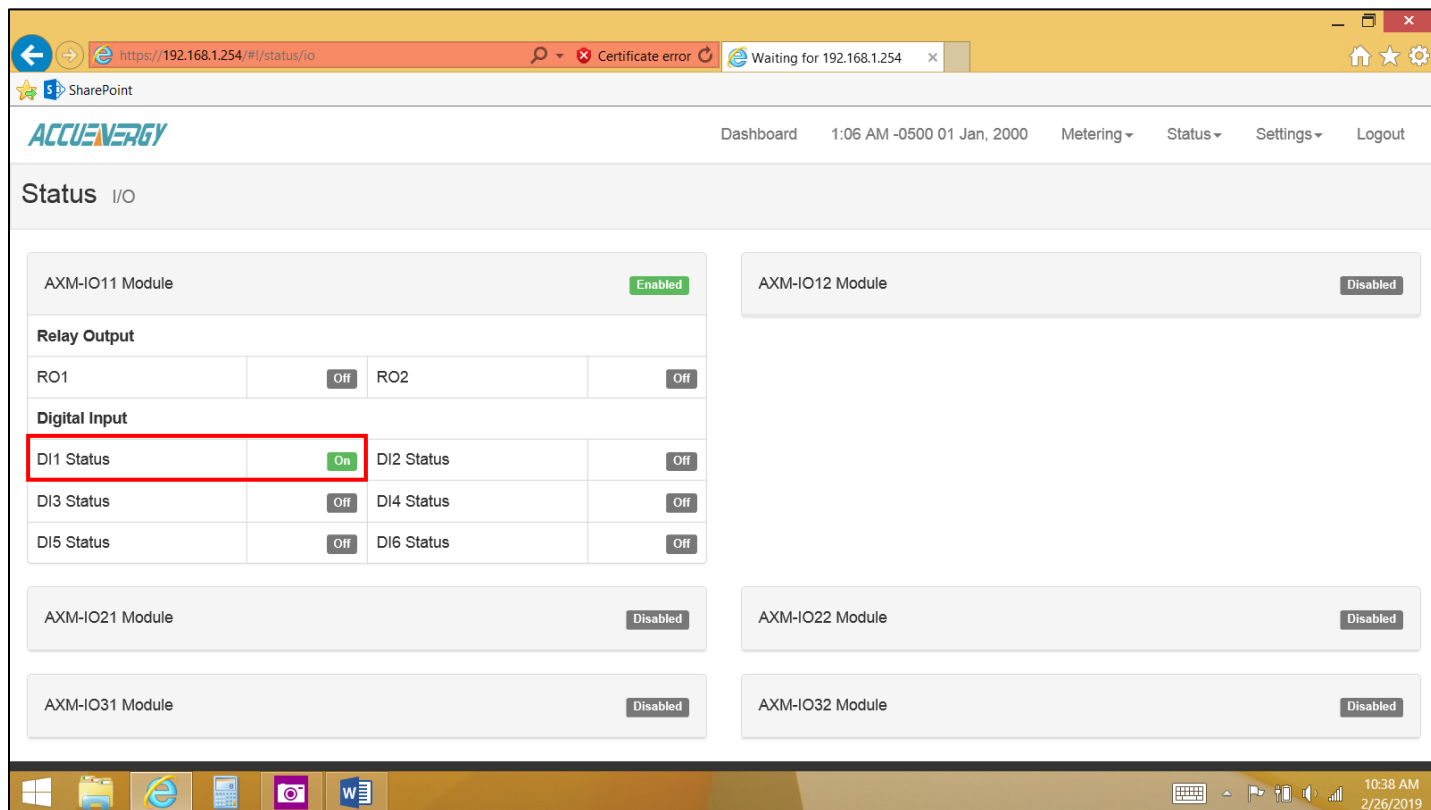 https://192.168.1.254/#!/status/io
Certificate error
Waiting for 192.168.1.254
SharePoint
ACCUENERGY
Dashboard 1:06 AM -0500 01 Jan, 2000 Metering Status Settings Logout
Status I/O
AXM-IO11 Module Enabled
AXM-IO12 Module Disabled
Relay Output
RO1 Off RO2 Off
Digital Input
DI1 Status On DI2 Status Off
DI3 Status Off DI4 Status Off
DI5 Status Off DI6 Status Off
AXM-IO21 Module Disabled
AXM-IO22 Module Disabled
AXM-IO31 Module Disabled
AXM-IO32 Module Disabled
10:38 AM
2/26/2019